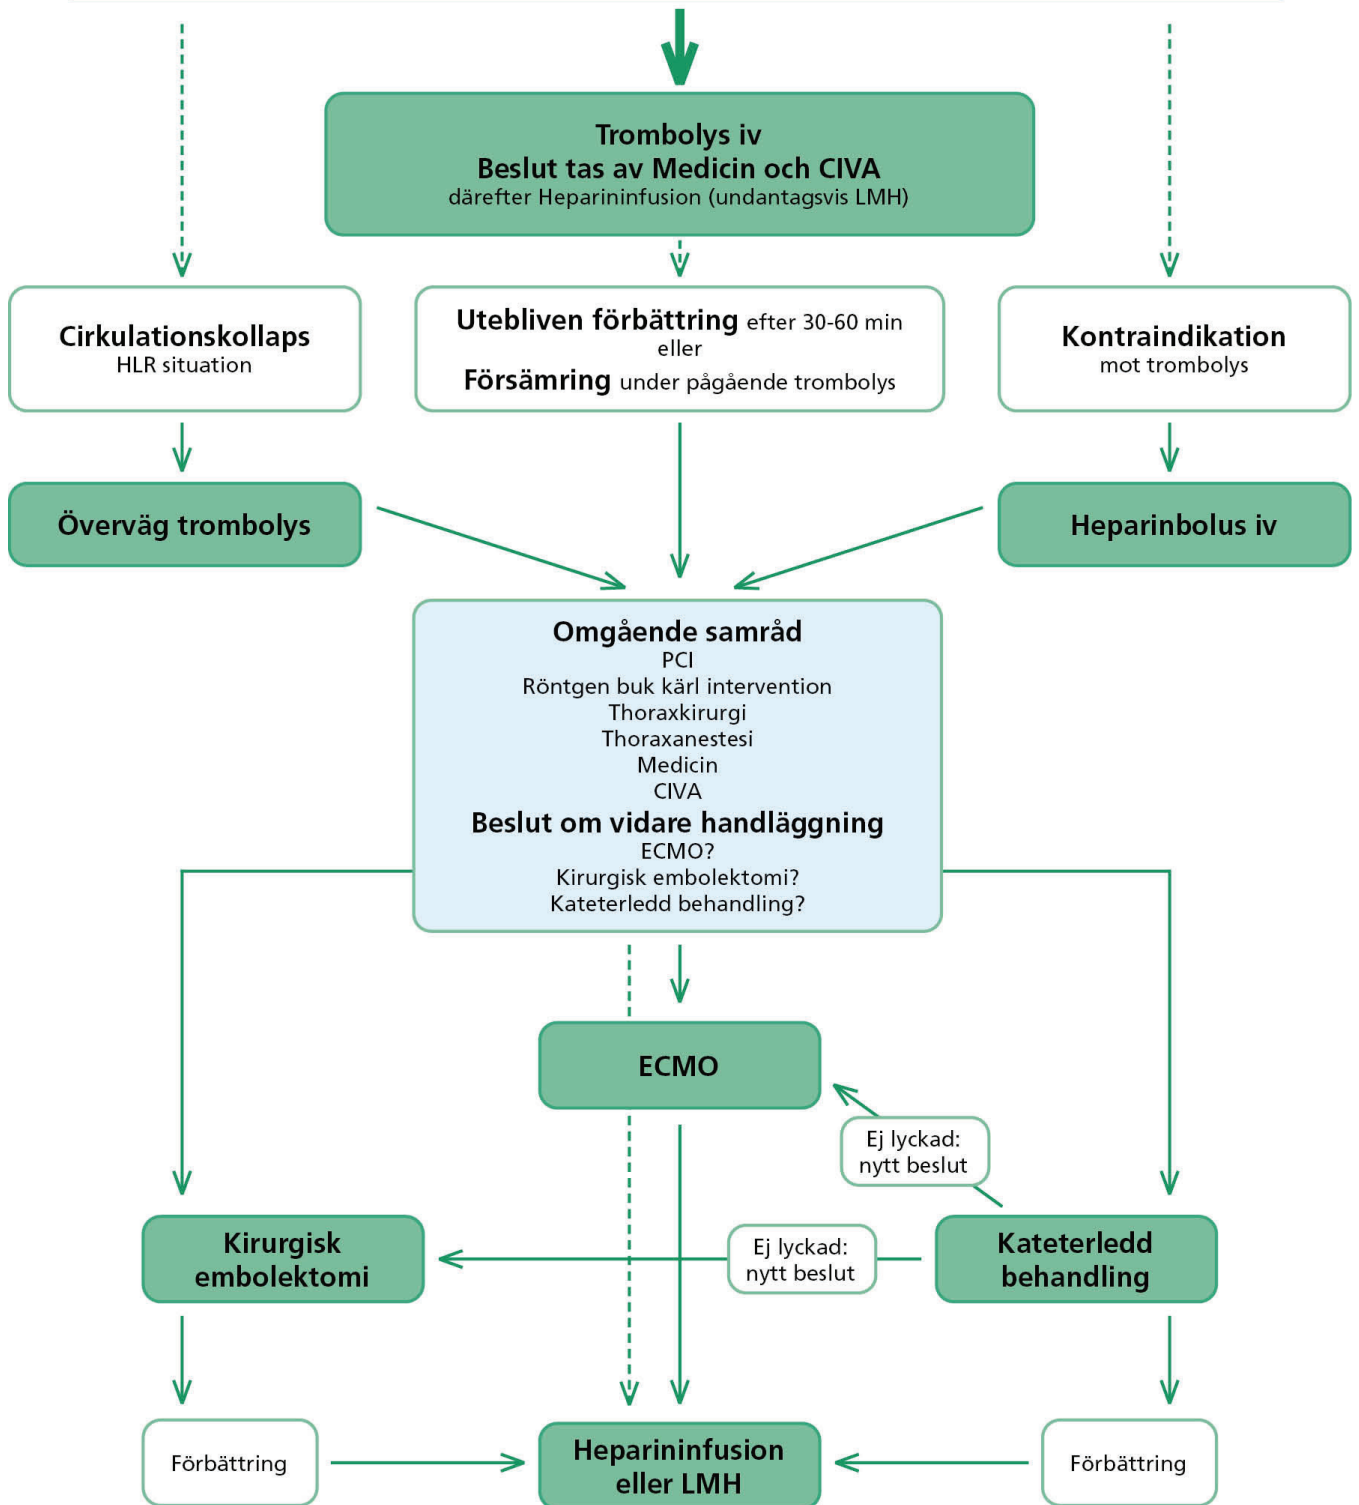 Trombolys iv
Beslut tas av Medicin och CIVA
därefter Heparininfusion (undantagsvis LMH)
Cirkulationskollaps
HLR situation
Utebliven förbättring efter 30-60 min
eller
Försämring under pågående trombolys
Kontraindikation
mot trombolys
Överväg trombolys
Heparinbolus iv
Omgående samråd
PCI
Röntgen buk kärl intervention
Thoraxkirurgi
Thoraxanestesi
Medicin
CIVA
Beslut om vidare handläggning
ECMO?
Kirurgisk embolektomi?
Kateterledd behandling?
ECMO
Ej lyckad:
nytt beslut
Kirurgisk
embolektomi
Ej lyckad:
nytt beslut
Kateterledd
behandling
Förbättring
Heparininfusion
eller LMH
Förbättring